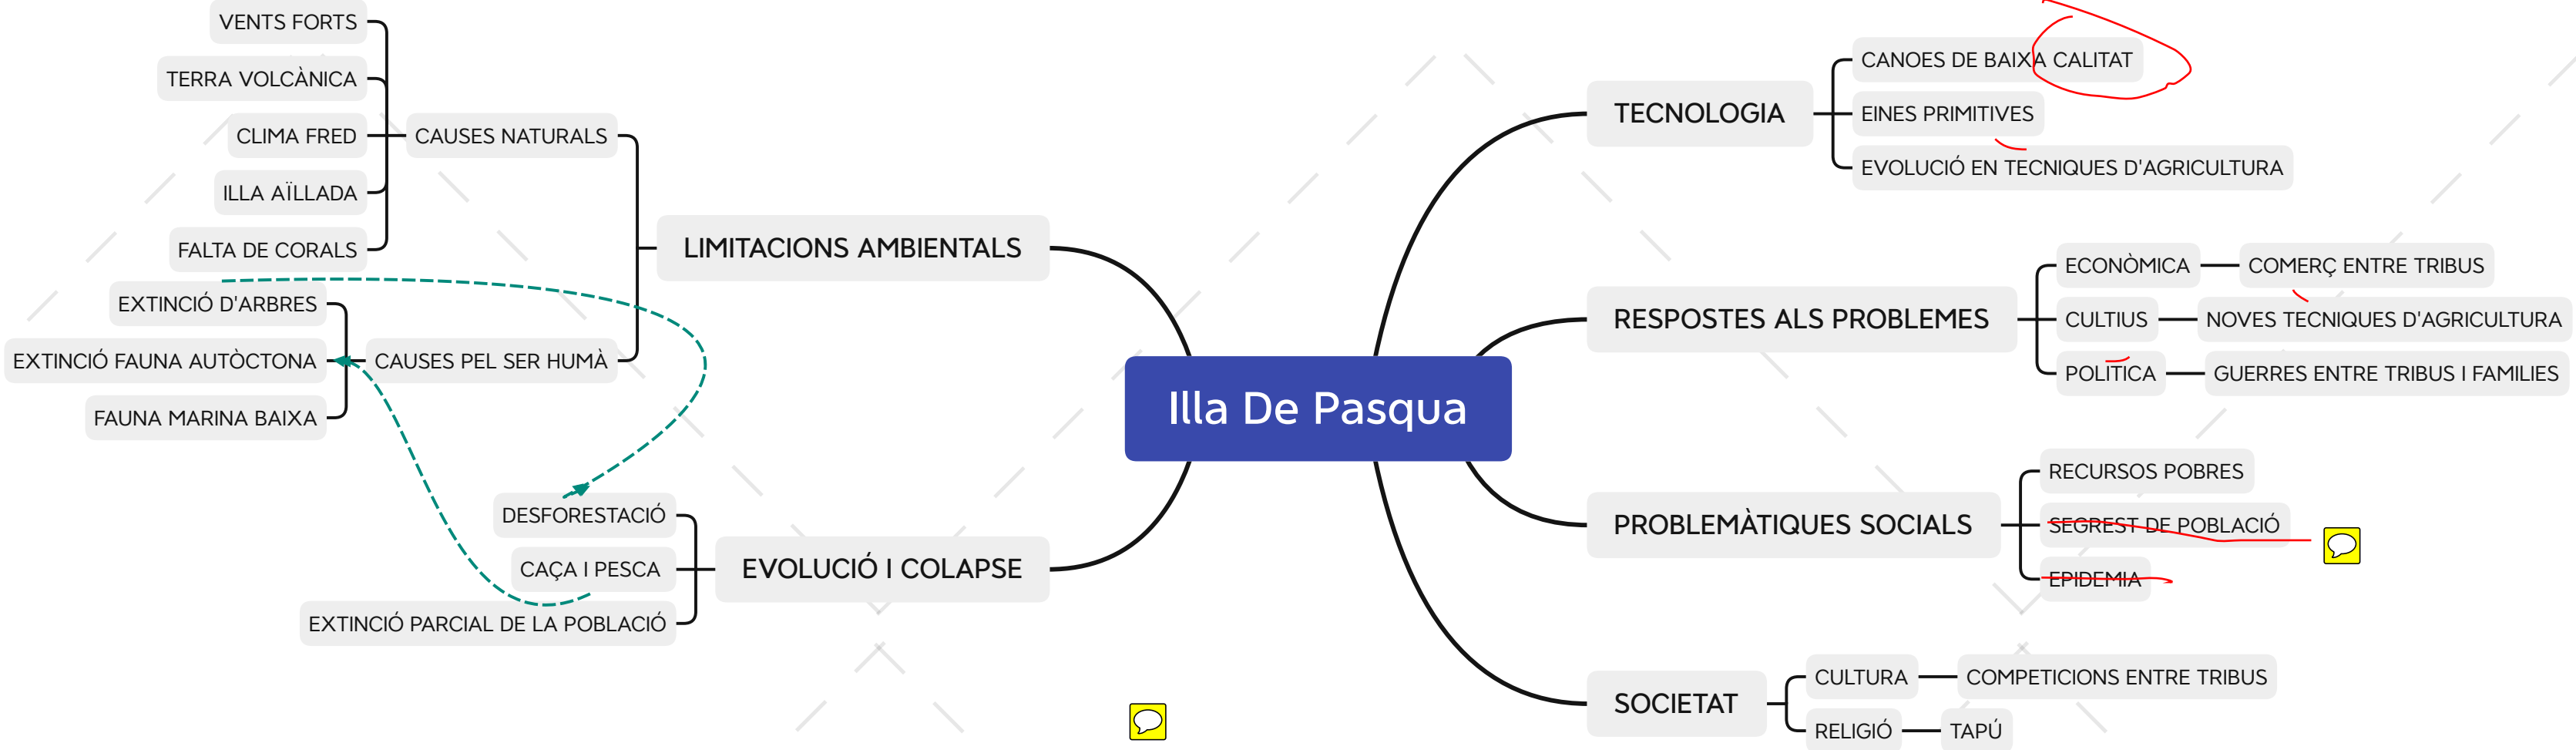 VENTS FORTS
TERRA VOLCÀNICA
CLIMA FRED
ILLA AÏLLADA
FALTA DE CORALS
CAUSES NATURALS
EXTINCIÓ D'ARBRES
EXTINCIÓ FAUNA AUTÒCTONA
FAUNA MARINA BAIXA
CAUSES PEL SER HUMÀ
LIMITACIONS AMBIENTALS
DESFORESTACIÓ
CAÇA I PESCA
EXTINCIÓ PARCIAL DE LA POBLACIÓ
EVOLUCIÓ I COLAPSE
Illa De Pasqua
TECNOLOGIA
CANOES DE BAIXA CALITAT
EINES PRIMITIVES
EVOLUCIÓ EN TECNIQUES D'AGRICULTURA
RESPOSTES ALS PROBLEMES
ECONÒMICA
COMERÇ ENTRE TRIBUS
CULTIUS
NOVES TECNIQUES D'AGRICULTURA
POLITICA
GUERRES ENTRE TRIBUS I FAMILIES
PROBLEMÀTIQUES SOCIALS
RECURSOS POBRES
SEGREST DE POBLACIÓ
EPIDEMIA
SOCIETAT
CULTURA
COMPETICIONS ENTRE TRIBUS
RELIGIÓ
TAPÚ